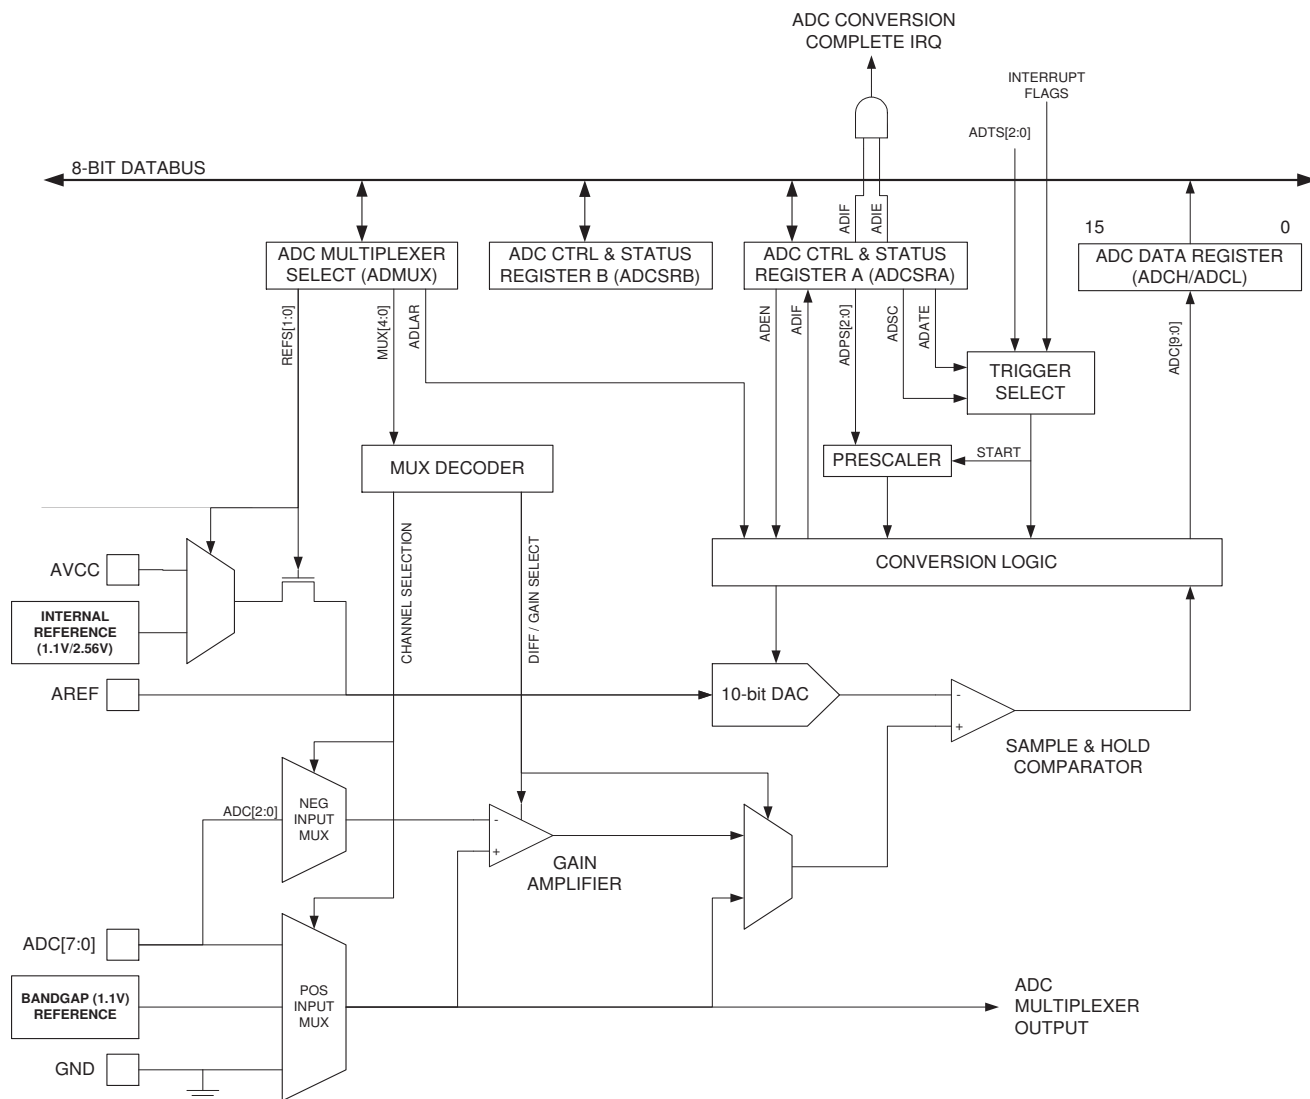 ADC CONVERSION
COMPLETE IRQ
INTERRUPT
FLAGS
ADTS[2:0]
8-BIT DATABUS
ADIF
ADIE
15
0
ADC MULTIPLEXER
SELECT (ADMUX)
ADC CTRL & STATUS
REGISTER B (ADCSRB)
ADC CTRL & STATUS
REGISTER A (ADCSRA)
ADC DATA REGISTER
(ADCH/ADCL)
REFS[1:0]
MUX[4:0]
ADLAR
ADEN
ADIF
ADPS[2:0]
ADSC
ADATE
ADC[9:0]
TRIGGER
SELECT
MUX DECODER
PRESCALER
START
CHANNEL SELECTION
DIFF / GAIN SELECT
CONVERSION LOGIC
AVCC
INTERNAL
REFERENCE
(1.1V/2.56V)
AREF
10-bit DAC
-
+
SAMPLE & HOLD
COMPARATOR
ADC[2:0]
NEG
INPUT
MUX
-
+
GAIN
AMPLIFIER
ADC[7:0]
BANDGAP (1.1V)
REFERENCE
POS
INPUT
MUX
ADC
MULTIPLEXER
OUTPUT
GND